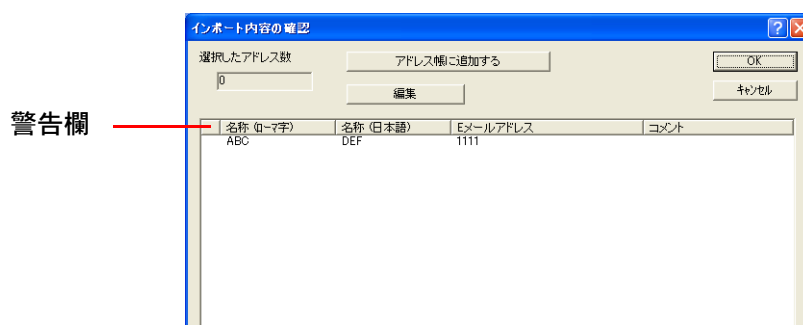 インポート内容の確認
選択したアドレス数
アドレス帳に追加する
OK
0
編集
キャンセル
警告欄
名称 (ローマ字) 名称 (日本語) Eメールアドレス コメント
ABC DEF 1111